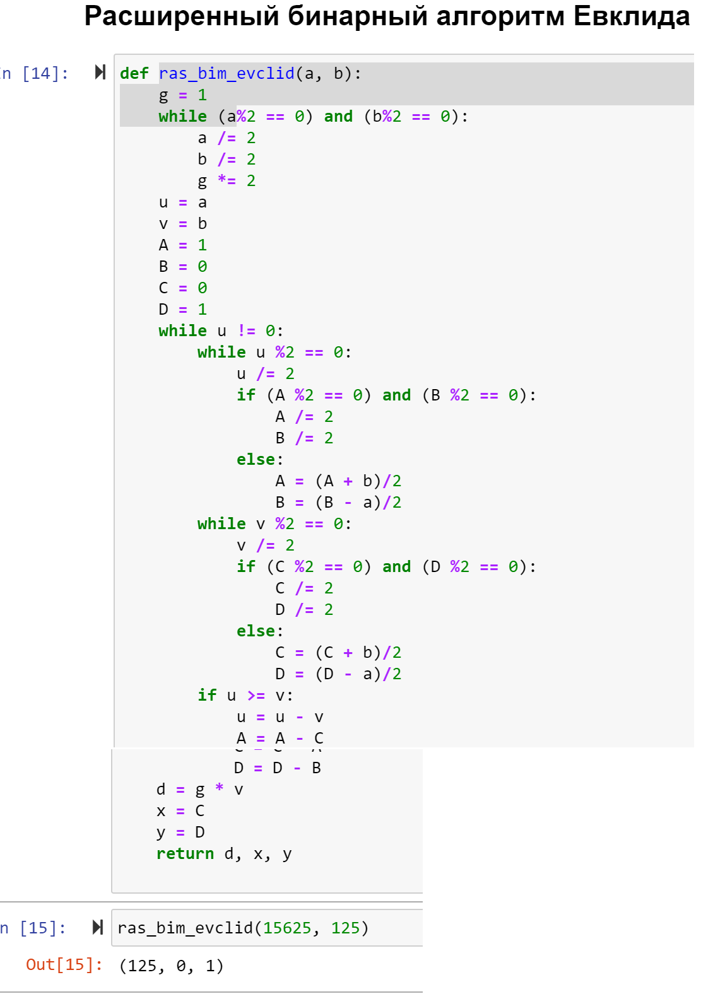 Расширенный бинарный алгоритм Евклида
n [14]:
def ras_bim_evclid(a, b):
    g = 1
    while (a%2 == 0) and (b%2 == 0):
        a /= 2
        b /= 2
        g *= 2
    u = a
    v = b
    A = 1
    B = 0
    C = 0
    D = 1
    while u != 0:
        while u %2 == 0:
            u /= 2
            if (A %2 == 0) and (B %2 == 0):
                A /= 2
                B /= 2
            else:
                A = (A + b)/2
                B = (B - a)/2
        while v %2 == 0:
            v /= 2
            if (C %2 == 0) and (D %2 == 0):
                C /= 2
                D /= 2
            else:
                C = (C + b)/2
                D = (D - a)/2
        if u >= v:
            u = u - v
            A = A - C
            D = D - B
    d = g * v
    x = C
    y = D
    return d, x, y
n [15]:
ras_bim_evclid(15625, 125)
Out[15]: (125, 0, 1)